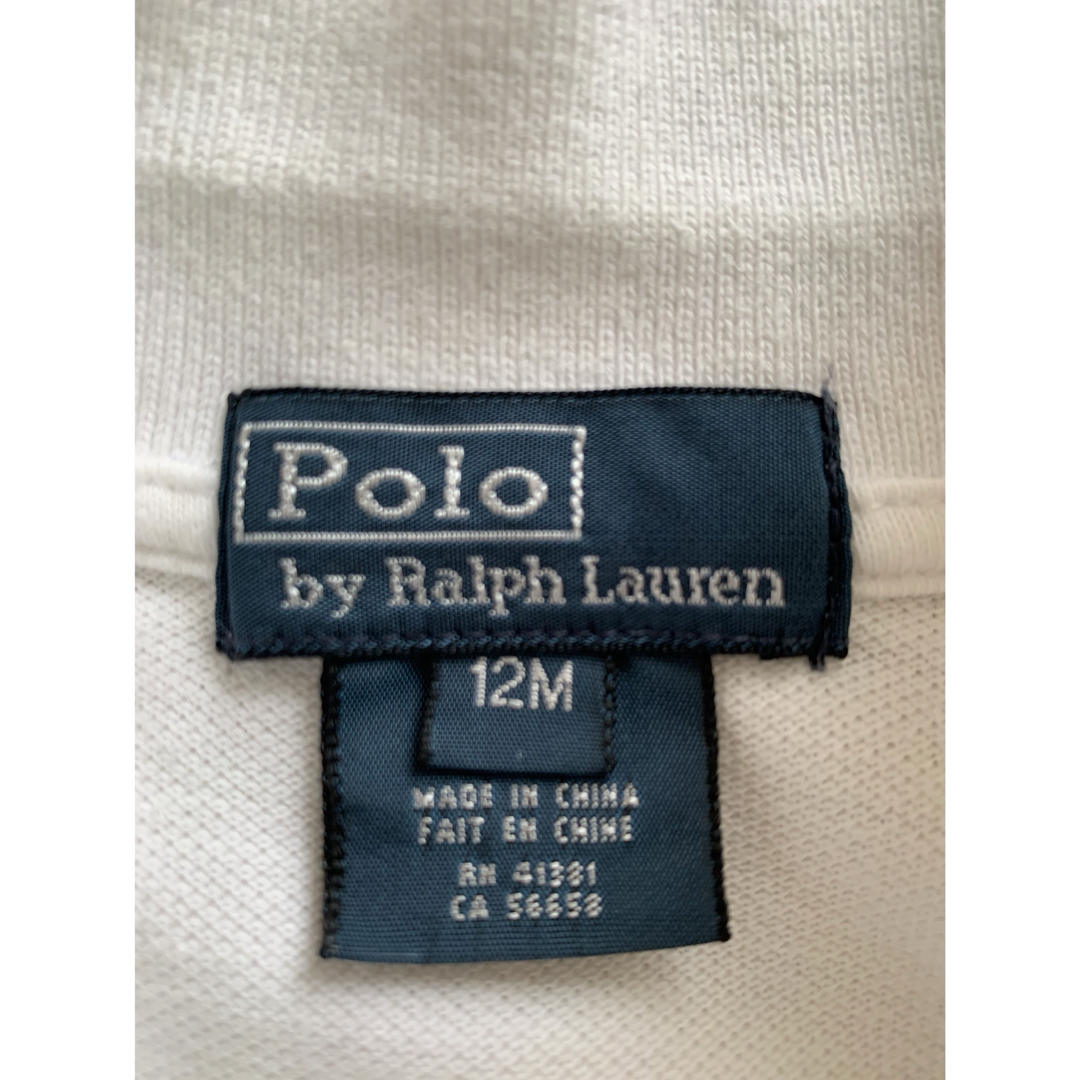 Polo
by Ralph Lauren
12M
MADE IN CHINA
FAIT EN CHINE
RN 41381
CA 56658